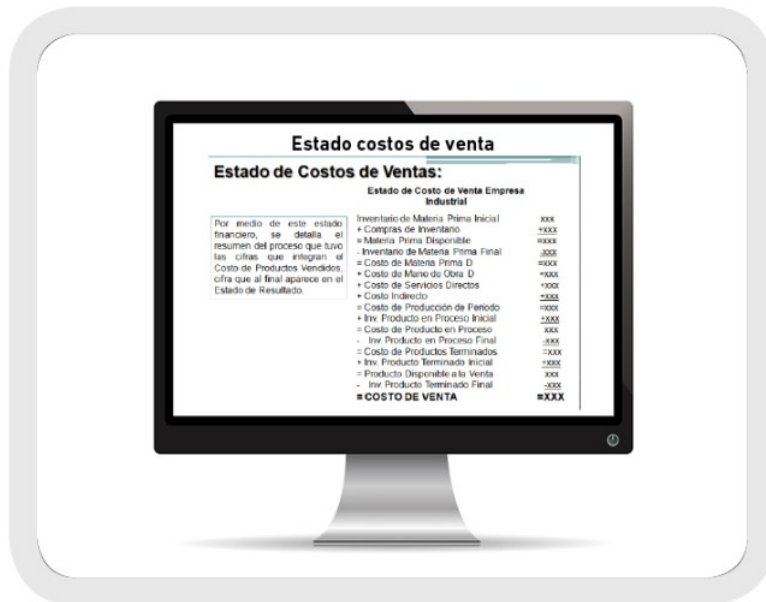 Estado costos de venta
Estado de Costos de Ventas:
Estado de Costo de Venta Empresa
Industrial
Por medio de este estado
financiero, se detalla el
resumen del proceso que tuvo
las cifras que integran el
Costo de Productos Vendidos,
cifra que al final aparece en el
Estado de Resultado.
Inventario de Materia Prima Inicial xxx
+ Compras de Inventario +xxx
= Materia Prima Disponible =xxx
- Inventario de Materia Prima Final -xxx
= Costo de Materia Prima D =xxx
+ Costo de Mano de Obra D +xxx
+ Costo de Servicios Directos +xxx
+ Costo Indirecto +xxx
= Costo de Producción de Período =xxx
+ Inv. Producto en Proceso Inicial +xxx
= Costo de Producto en Proceso xxx
- Inv Producto en Proceso Final -xxx
= Costo de Productos Terminados =xxx
+ Inv. Producto Terminado Inicial +xxx
= Producto Disponible a la Venta xxx
- Inv Producto Terminado Final -xxx
= COSTO DE VENTA =XXX